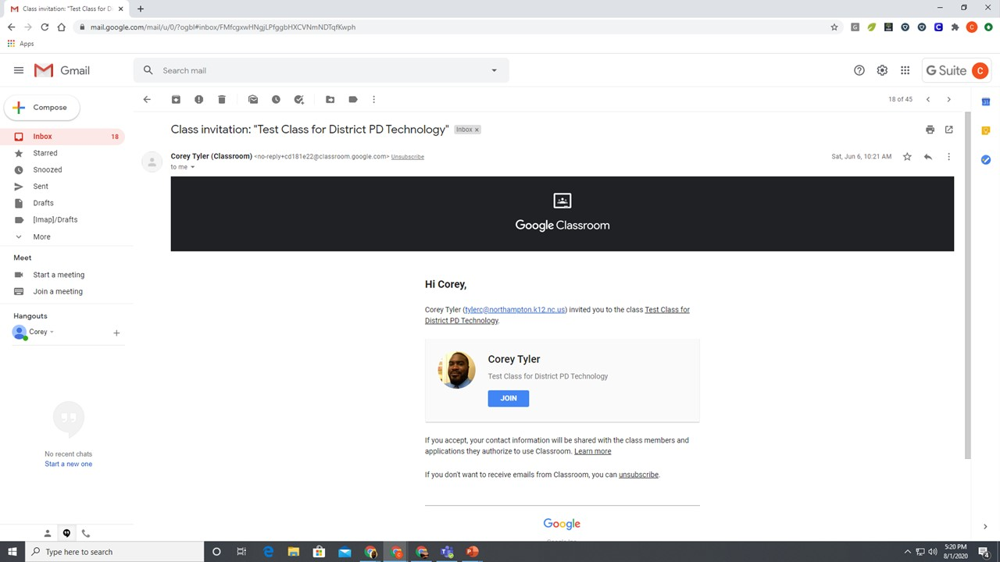 Class invitation: "Test Class for D
mail.google.com/mail/u/0/?ogbl#inbox/FMfcgxwHNgjLPfggbHXCVNmNDTqfKwph
Apps
Gmail
Search mail
G Suite
C
Compose
18 of 45
Inbox 18
Starred
Snoozed
Sent
Drafts
[Imap]/Drafts
More
Meet
Start a meeting
Join a meeting
Hangouts
Corey
No recent chats
Start a new one
Class invitation: "Test Class for District PD Technology" Inbox x
Corey Tyler (Classroom) <no-reply+cd181e22@classroom.google.com> Unsubscribe
Sat, Jun 6, 10:21 AM
to me
Google Classroom
Hi Corey,
Corey Tyler (tylerc@northampton.k12.nc.us) invited you to the class Test Class for
District PD Technology.
Corey Tyler
Test Class for District PD Technology
JOIN
If you accept, your contact information will be shared with the class members and
applications they authorize to use Classroom. Learn more
If you don't want to receive emails from Classroom, you can unsubscribe.
Google
Type here to search
5:20 PM
8/1/2020
4